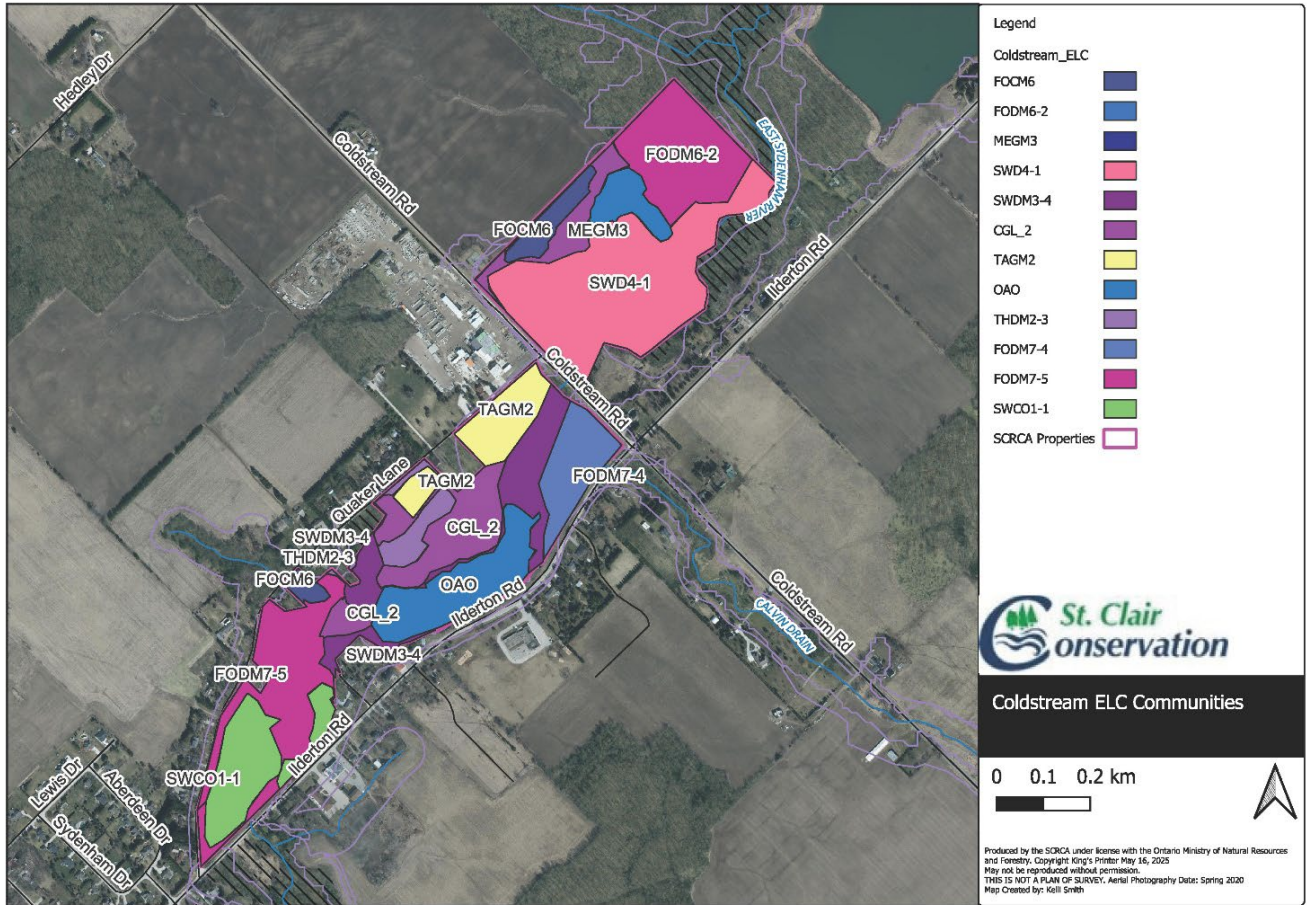 Hedley Dr
Coldstream Rd
EAST SYDENHAM RIVER
FODM6-2
FOCM6
MEGM3
SWD4-1
Ilderton Rd
Coldstream Rd
TAGM2
Quaker Lane
TAGM2
FODM7-4
SWDM3-4
CGL_2
THDM2-3
FOCM6
OAO
CGL_2
Ilderton Rd
Coldstream Rd
CALVIN DRAIN
SWDM3-4
FODM7-5
Ilderton Rd
SWCO1-1
Lewis Dr
Aberdeen Dr
Sydenham Dr
Legend
Coldstream_ELC
FOCM6
FODM6-2
MEGM3
SWD4-1
SWDM3-4
CGL_2
TAGM2
OAO
THDM2-3
FODM7-4
FODM7-5
SWCO1-1
SCRCA Properties
St. Clair
Conservation
Coldstream ELC Communities
0 0.1 0.2 km
Produced by the SCRCA under license with the Ontario Ministry of Natural Resources
and Forestry. Copyright King's Printer May 16, 2025
May not be reproduced without permission.
THIS IS NOT A PLAN OF SURVEY. Aerial Photography Date: Spring 2020
Map Created by: Kelli Smith